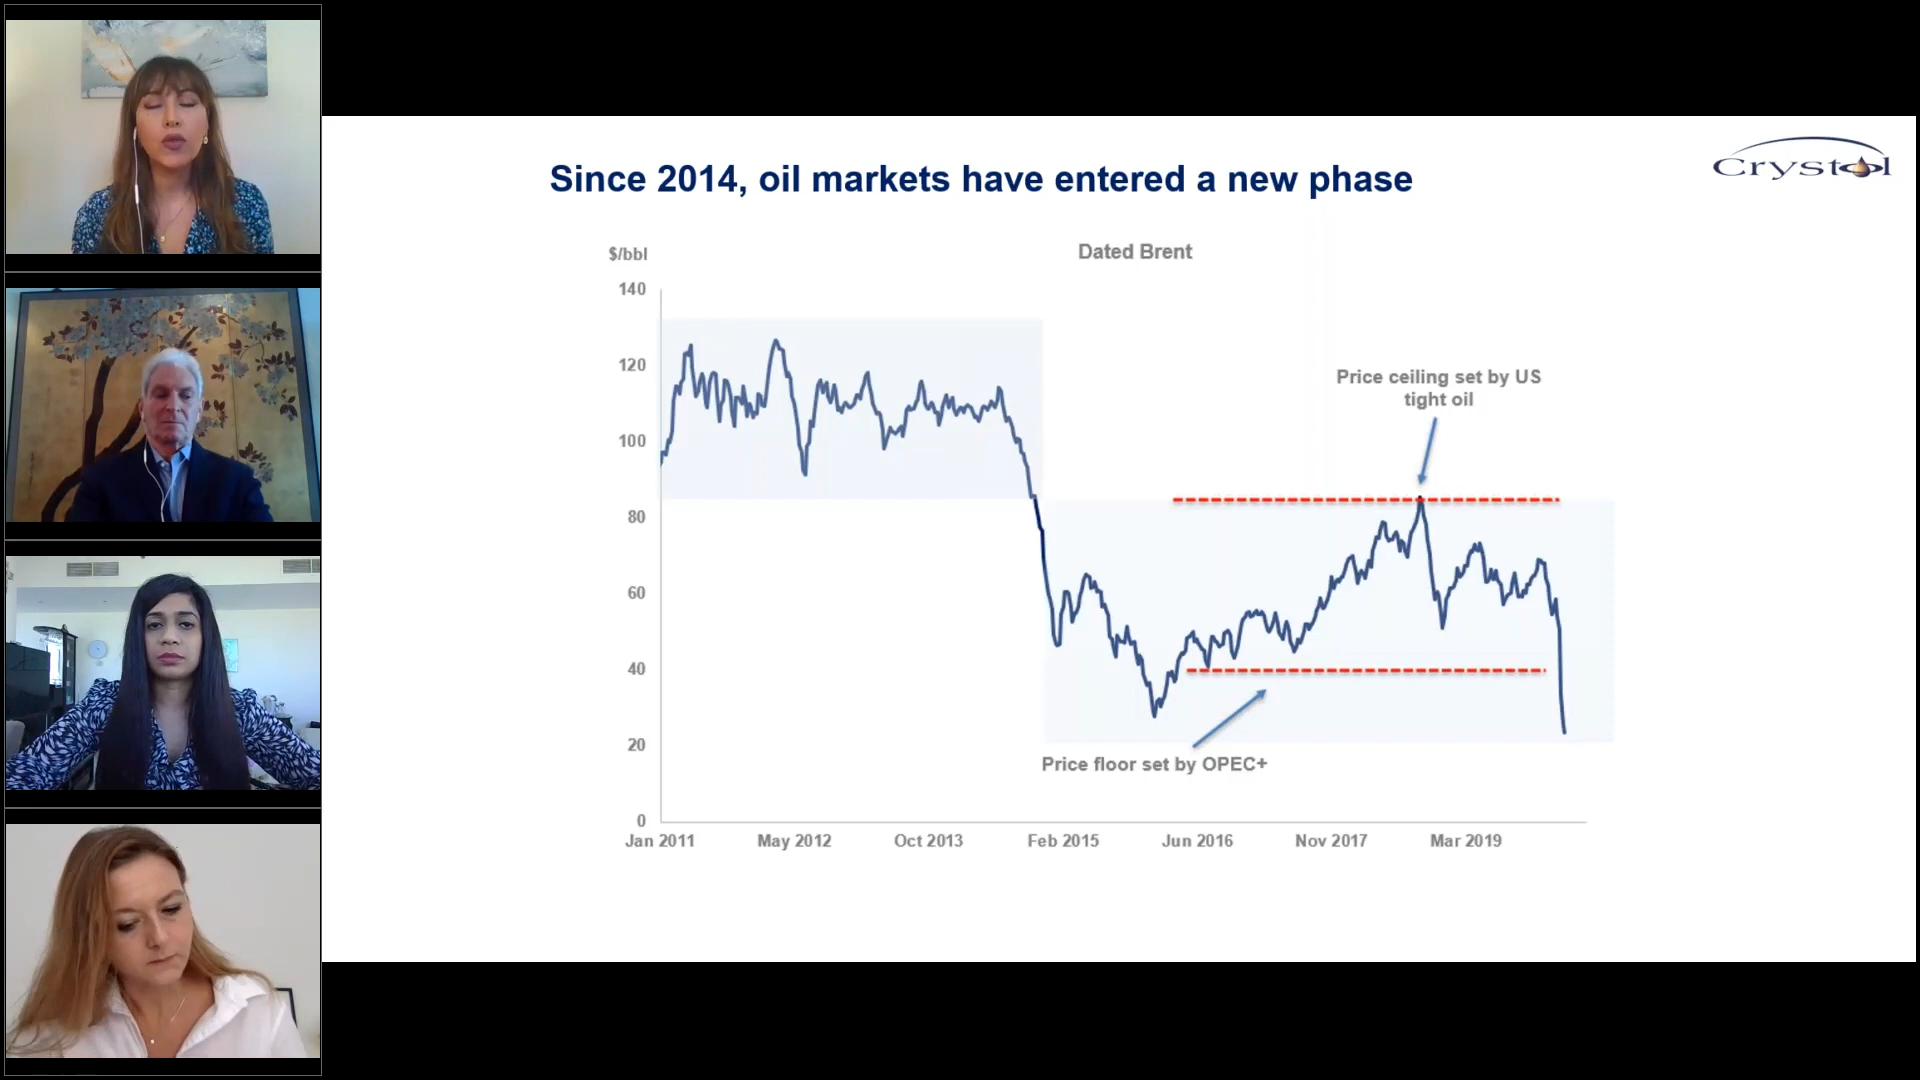 Since 2014, oil markets have entered a new phase
Crystol
$/bbl
Dated Brent
140
120
100
80
60
40
20
0
Price ceiling set by US
tight oil
Price floor set by OPEC+
Jan 2011
May 2012
Oct 2013
Feb 2015
Jun 2016
Nov 2017
Mar 2019